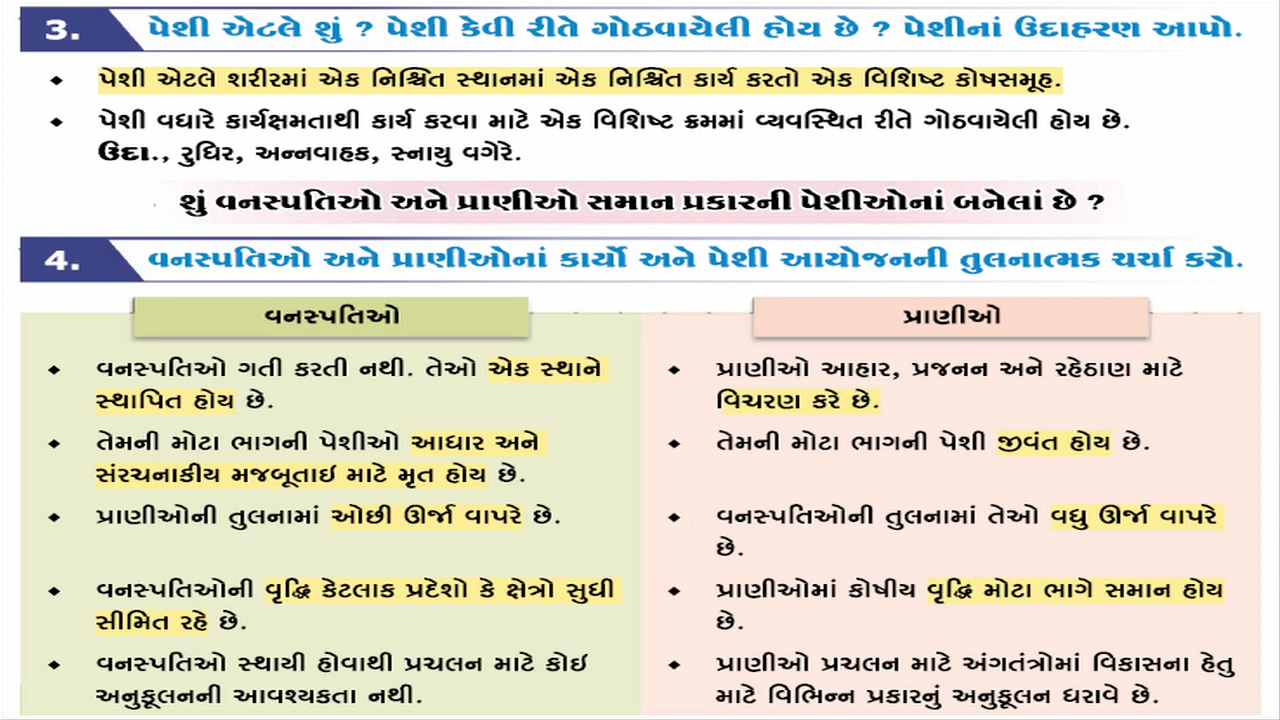 3. પેશી એટલે શું ? પેશી કેવી રીતે ગોઠવાયેલી હોય છે ? પેશીનાં ઉદાહરણ આપો.
◆ પેશી એટલે શરીરમાં એક નિશ્ચિત સ્થાનમાં એક નિશ્ચિત કાર્ય કરતો એક વિશિષ્ટ કોષસમૂહ.
◆ પેશી વધારે કાર્યક્ષમતાથી કાર્ય કરવા માટે એક વિશિષ્ટ ક્રમમાં વ્યવસ્થિત રીતે ગોઠવાયેલી હોય છે.
ઉદા., રુધિર, અન્નવાહક, સ્નાયુ વગેરે.
શું વનસ્પતિઓ અને પ્રાણીઓ સમાન પ્રકારની પેશીઓનાં બનેલાં છે ?
4. વનસ્પતિઓ અને પ્રાણીઓનાં કાર્યો અને પેશી આયોજનની તુલનાત્મક ચર્ચા કરો.
વનસ્પતિઓ
◆ વનસ્પતિઓ ગતી કરતી નથી. તેઓ એક સ્થાને
સ્થાપિત હોય છે.
◆ તેમની મોટા ભાગની પેશીઓ આધાર અને
સંરચનાકીય મજબૂતાઇ માટે મૃત હોય છે.
◆ પ્રાણીઓની તુલનામાં ઓછી ઊર્જા વાપરે છે.
◆ વનસ્પતિઓની વૃદ્ધિ કેટલાક પ્રદેશો કે ક્ષેત્રો સુધી
સીમિત રહે છે.
◆ વનસ્પતિઓ સ્થાયી હોવાથી પ્રચલન માટે કોઇ
અનુકૂલનની આવશ્યકતા નથી.
પ્રાણીઓ
◆ પ્રાણીઓ આહાર, પ્રજનન અને રહેઠાણ માટે
વિચરણ કરે છે.
◆ તેમની મોટા ભાગની પેશી જીવંત હોય છે.
◆ વનસ્પતિઓની તુલનામાં તેઓ વધુ ઊર્જા વાપરે
છે.
◆ પ્રાણીઓમાં કોષીય વૃદ્ધિ મોટા ભાગે સમાન હોય
છે.
◆ પ્રાણીઓ પ્રચલન માટે અંગતંત્રોમાં વિકાસના હેતુ
માટે વિભિન્ન પ્રકારનું અનુકૂલન ધરાવે છે.